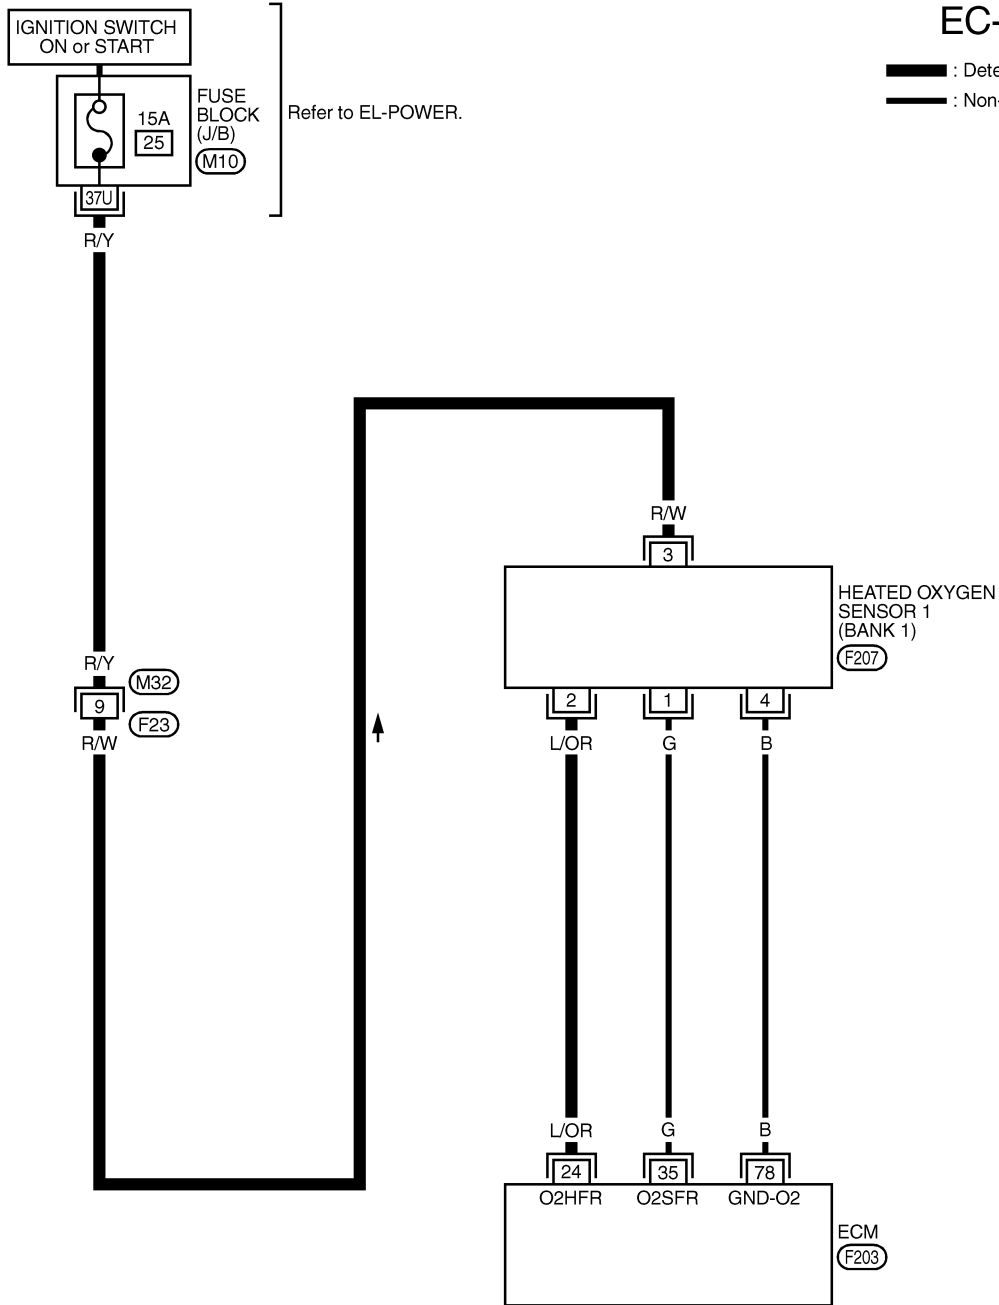 IGNITION SWITCH
ON or START
EC-
: Dete
: Non-
FUSE
BLOCK
(J/B)
M10
15A
25
Refer to EL-POWER.
37U
R/Y
R/W
3
HEATED OXYGEN
SENSOR 1
(BANK 1)
F207
R/Y
M32
9
F23
R/W
2 1 4
L/OR G B
L/OR G B
24 35 78
O2HFR O2SFR GND-O2
ECM
F203